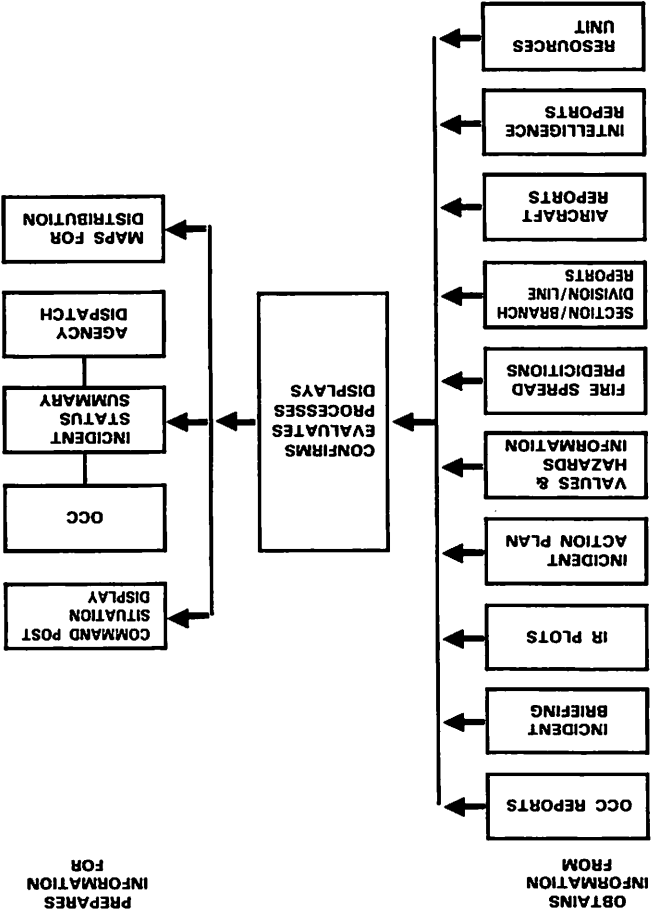 OBTAINS
INFORMATION
FROM
OCC REPORTS
INCIDENT
BRIEFING
IR PLOTS
INCIDENT
ACTION PLAN
VALUES &
HAZARDS
INFORMATION
FIRE SPREAD
PREDICITIONS
SECTION/BRANCH
DIVISION/LINE
REPORTS
AIRCRAFT
REPORTS
INTELLIGENCE
REPORTS
RESOURCES
UNIT
CONFIRMS
EVALUATES
PROCESSES
DISPLAYS
PREPARES
INFORMATION
FOR
COMMAND POST
SITUATION
DISPLAY
OCC
INCIDENT
STATUS
SUMMARY
AGENCY
DISPATCH
MAPS FOR
DISTRIBUTION